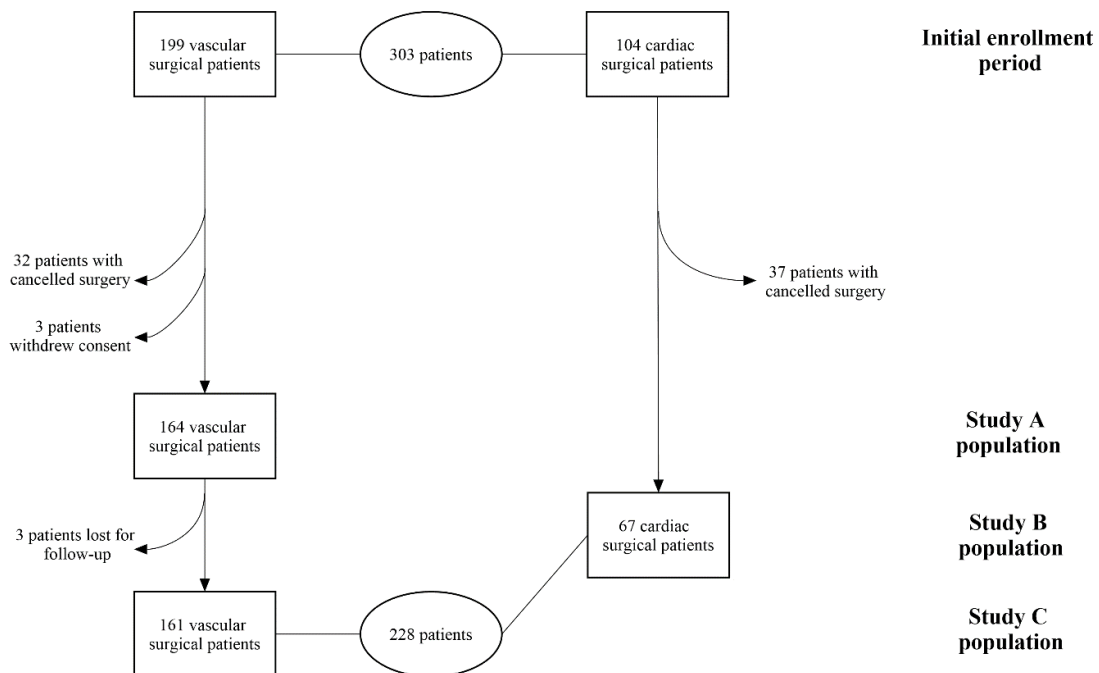 199 vascular
surgical patients
303 patients
104 cardiac
surgical patients
Initial enrollment
period
32 patients with
cancelled surgery
37 patients with
cancelled surgery
3 patients
withdrew consent
164 vascular
surgical patients
Study A
population
3 patients lost for
follow-up
67 cardiac
surgical patients
Study B
population
161 vascular
surgical patients
228 patients
Study C
population